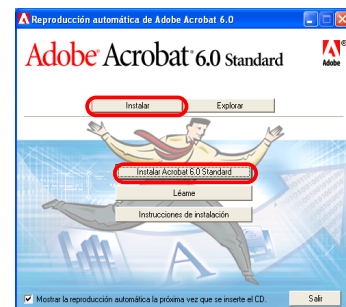 Reproducción automática de Adobe Acrobat 6.0
Adobe® Acrobat® 6.0 Standard
Adobe
Instalar
Explorar
Instalar Acrobat 6.0 Standard
Léame
Instrucciones de instalación
Mostrar la reproducción automática la próxima vez que se inserte el CD.
Salir